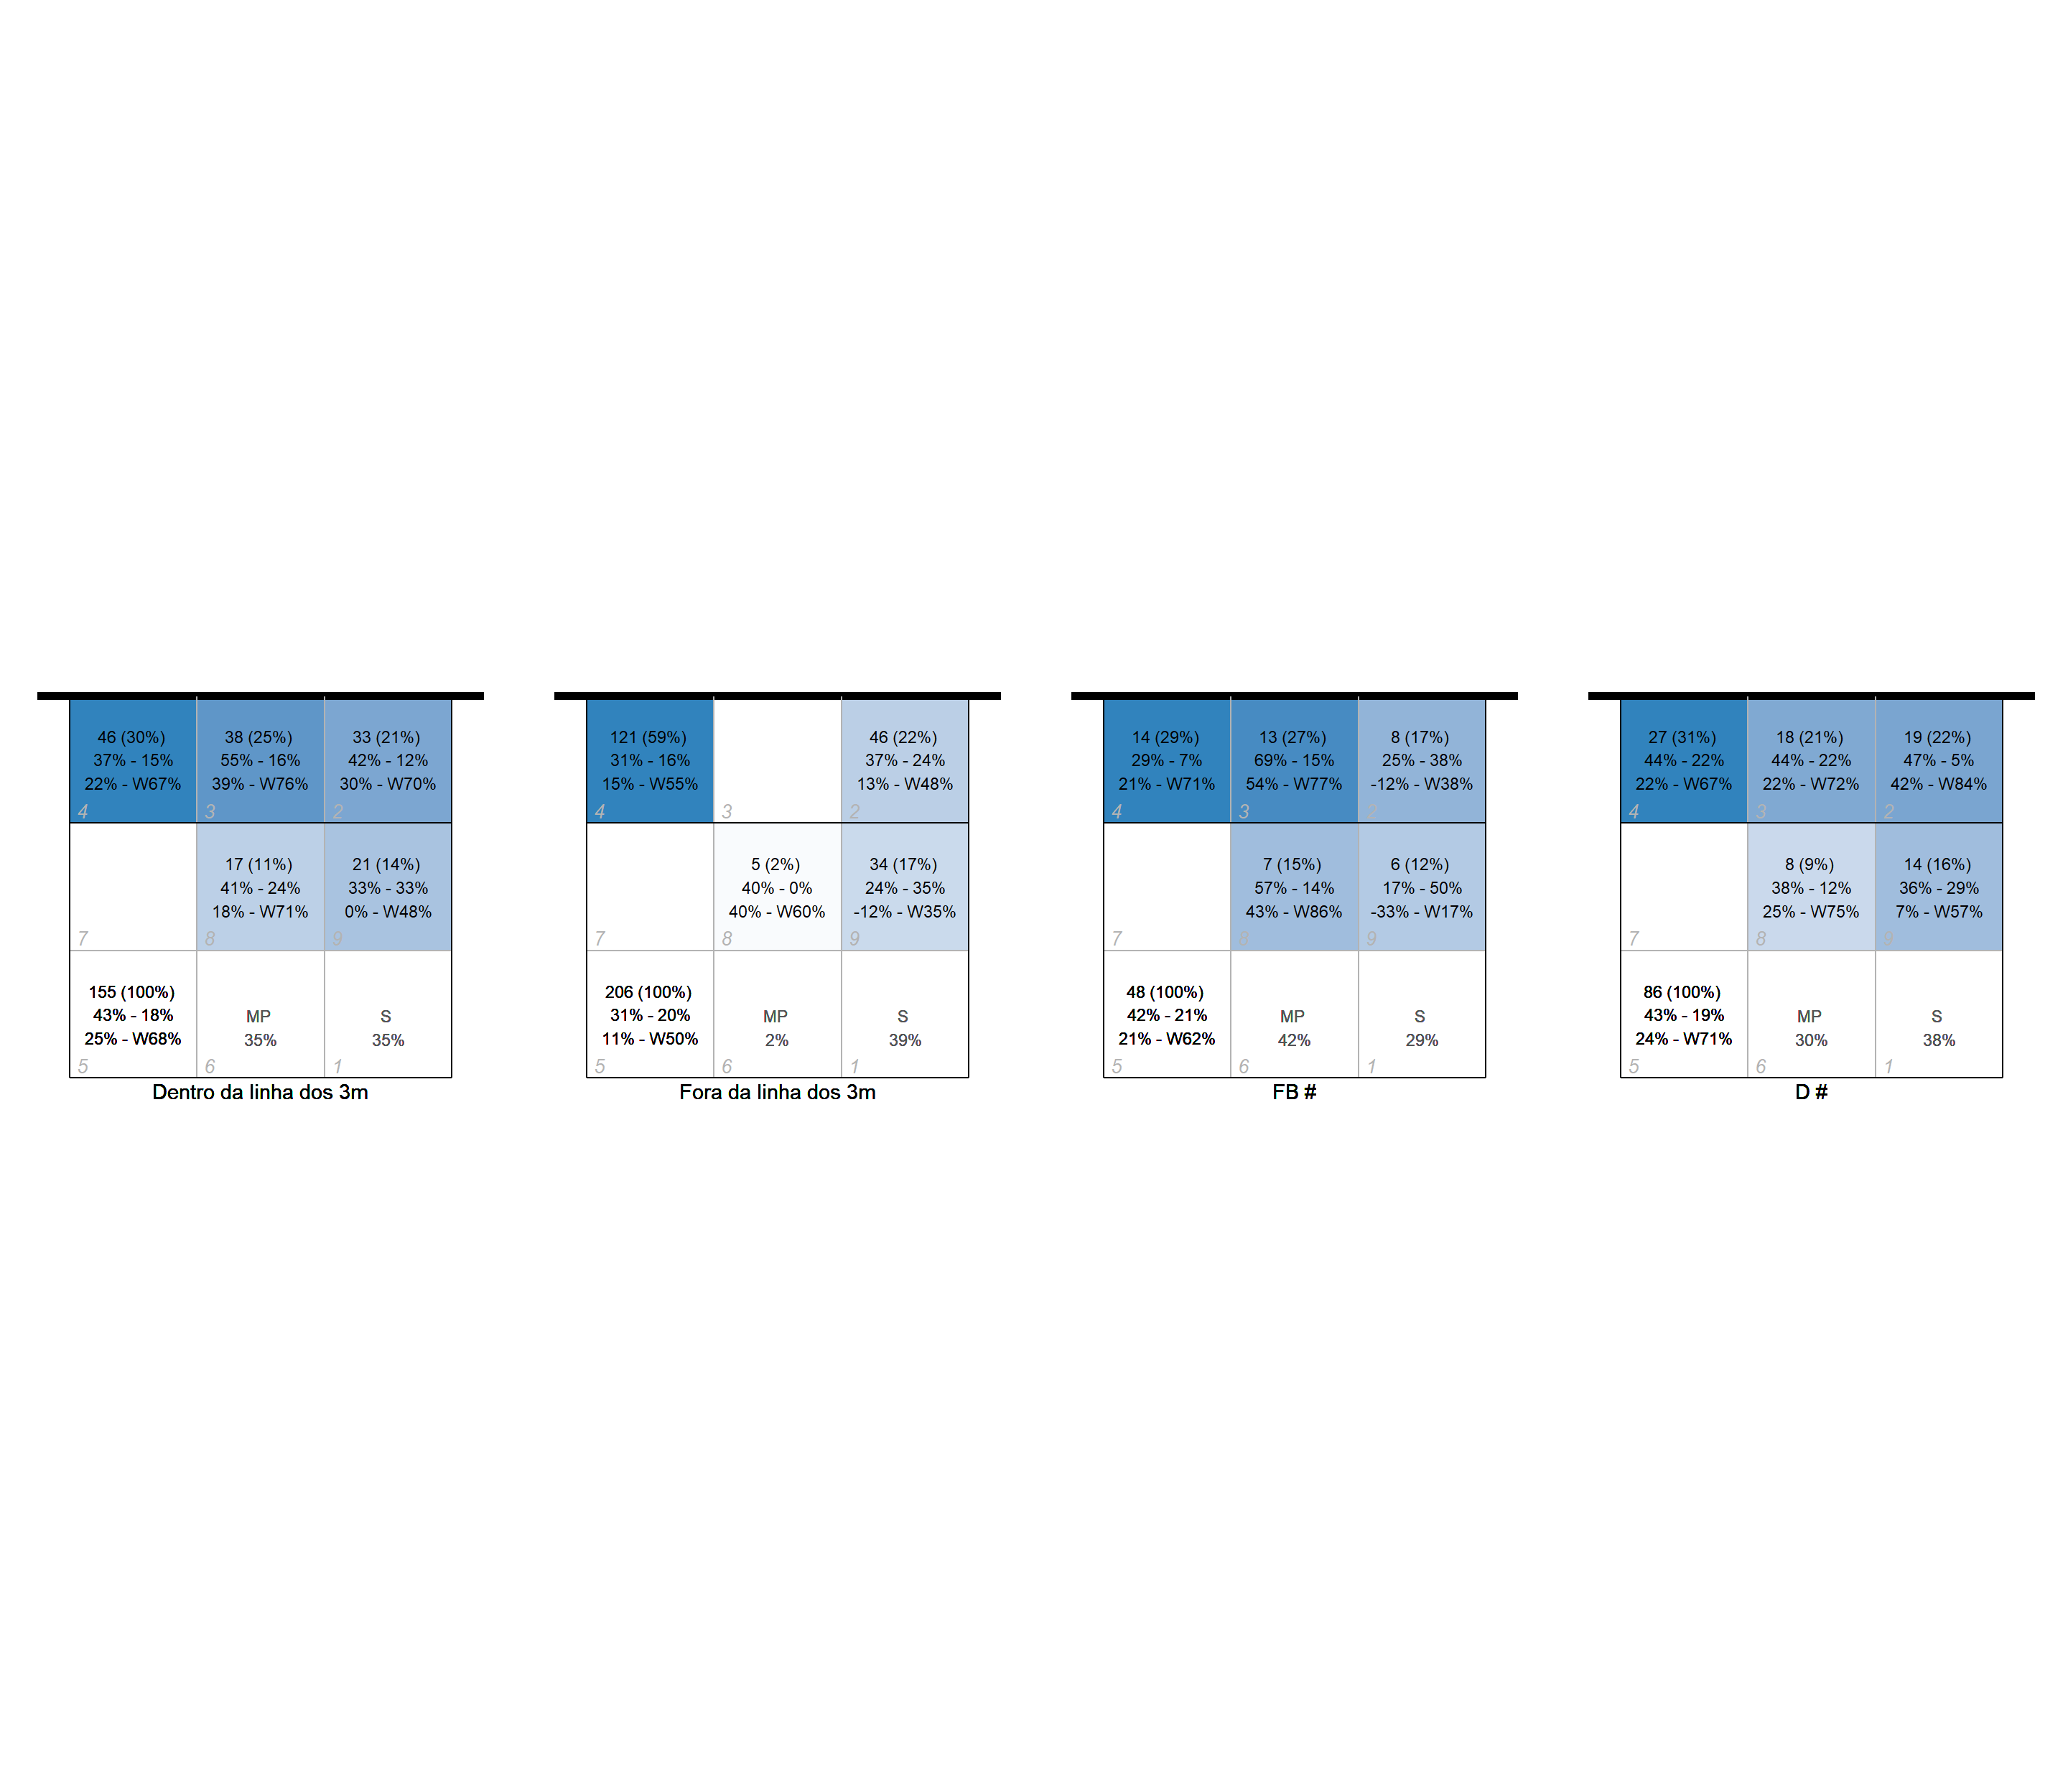 46 (30%)
37% - 15%
22% - W67%
4
38 (25%)
55% - 16%
39% - W76%
3
33 (21%)
42% - 12%
30% - W70%
2
7
17 (11%)
41% - 24%
18% - W71%
8
21 (14%)
33% - 33%
0% - W48%
9
155 (100%)
43% - 18%
25% - W68%
5
MP
35%
6
S
35%
1
Dentro da linha dos 3m
121 (59%)
31% - 16%
15% - W55%
4
3
46 (22%)
37% - 24%
13% - W48%
2
7
5 (2%)
40% - 0%
40% - W60%
8
34 (17%)
24% - 35%
-12% - W35%
9
206 (100%)
31% - 20%
11% - W50%
5
MP
2%
6
S
39%
1
Fora da linha dos 3m
14 (29%)
29% - 7%
21% - W71%
4
13 (27%)
69% - 15%
54% - W77%
3
8 (17%)
25% - 38%
-12% - W38%
2
7
7 (15%)
57% - 14%
43% - W86%
8
6 (12%)
17% - 50%
-33% - W17%
9
48 (100%)
42% - 21%
21% - W62%
5
MP
42%
6
S
29%
1
FB #
27 (31%)
44% - 22%
22% - W67%
4
18 (21%)
44% - 22%
22% - W72%
3
19 (22%)
47% - 5%
42% - W84%
2
7
8 (9%)
38% - 12%
25% - W75%
8
14 (16%)
36% - 29%
7% - W57%
9
86 (100%)
43% - 19%
24% - W71%
5
MP
30%
6
S
38%
1
D #